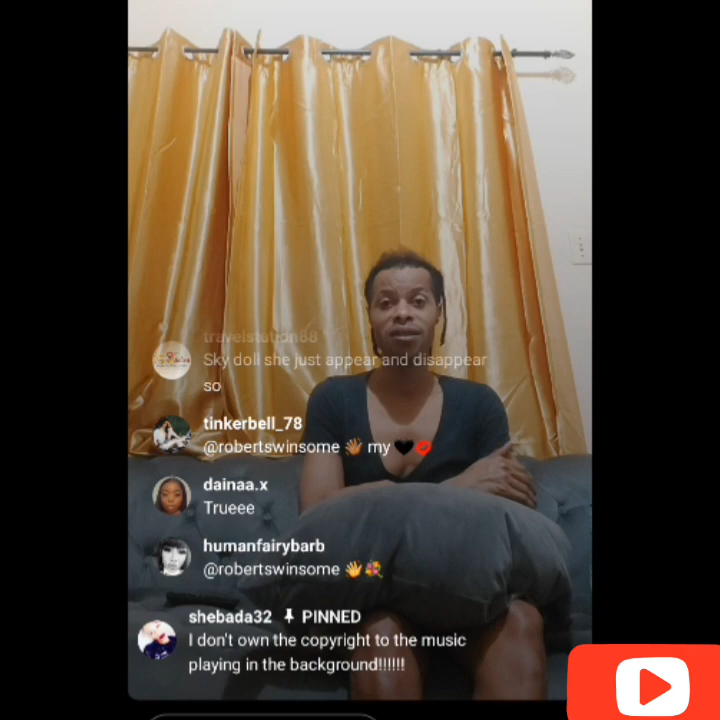 travelstation88
Sky doll she just appear and disappear
so
tinkerbell_78
@robertswinsome 👋🏾 my 🖤💋
dainaa.x
Trueee
humanfairybarb
@robertswinsome 👋💐
shebada32 📌 PINNED
I don't own the copyright to the music
playing in the background!!!!!!